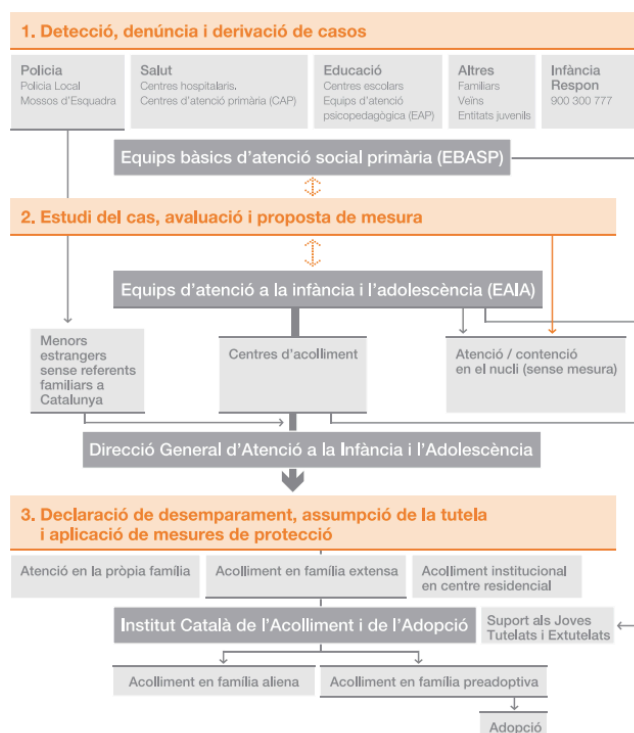 1. Detecció, denúncia i derivació de casos
Policia
Policia Local
Mossos d'Esquadra
Salut
Centres hospitalaris.
Centres d'atenció primària (CAP)
Educació
Centres escolars
Equips d'atenció
psicopedagògica (EAP)
Altres
Familiars
Veïns
Entitats juvenils
Infància
Respon
900 300 777
Equips bàsics d'atenció social primària (EBASP)
2. Estudi del cas, avaluació i proposta de mesura
Equips d'atenció a la infància i l'adolescència (EAIA)
Menors
estrangers
sense referents
familiars a
Catalunya
Centres d'acolliment
Atenció / contenció
en el nucli (sense mesura)
Direcció General d'Atenció a la Infància i l'Adolescència
3. Declaració de desemparament, assumpció de la tutela
i aplicació de mesures de protecció
Atenció en la pròpia família
Acolliment en família extensa
Acolliment institucional
en centre residencial
Institut Català de l'Acolliment i de l'Adopció
Suport als Joves
Tutelats i Extutelats
Acolliment en família aliena
Acolliment en família preadoptiva
Adopció